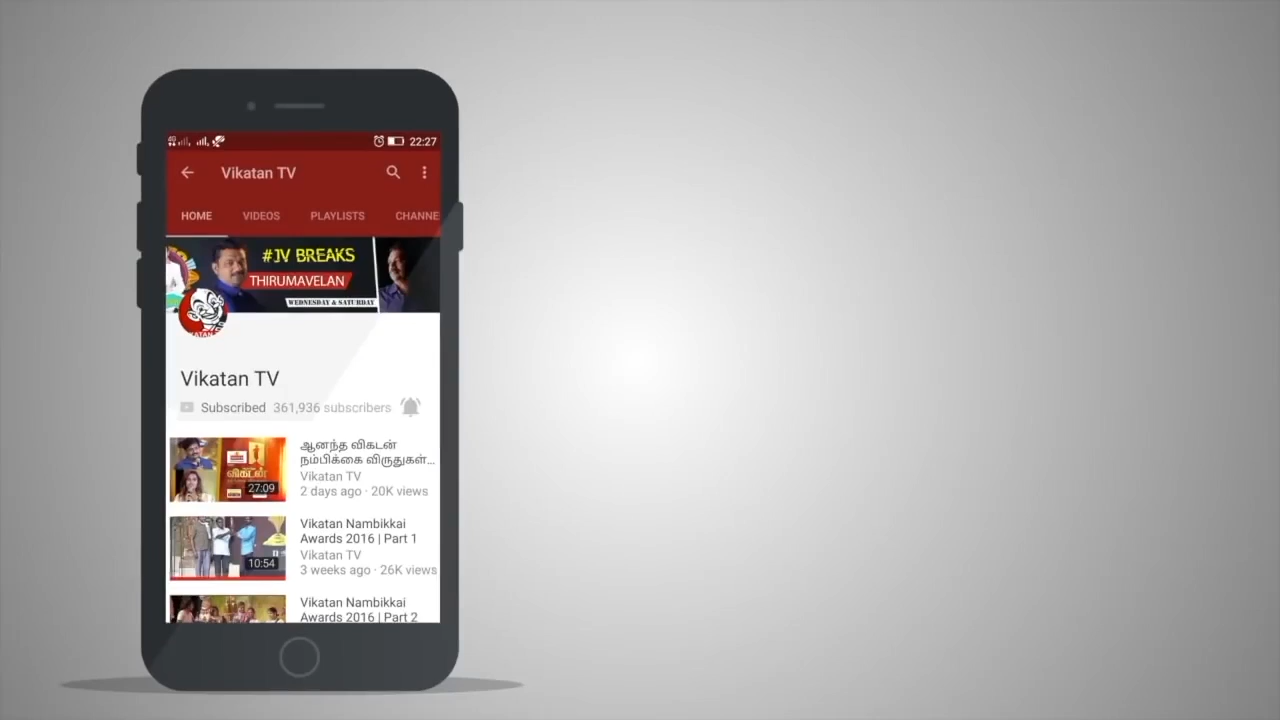 22:27
Vikatan TV
HOME VIDEOS PLAYLISTS CHANNE
#JV BREAKS
THIRUMAVELAN
WEDNESDAY & SATURDAY
Vikatan TV
Subscribed 361,936 subscribers
ஆனந்த விகடன்
நம்பிக்கை விருதுகள்...
Vikatan TV
2 days ago · 20K views
விகடன்
27:09
Vikatan Nambikkai
Awards 2016 | Part 1
Vikatan TV
3 weeks ago · 26K views
10:54
Vikatan Nambikkai
Awards 2016 | Part 2